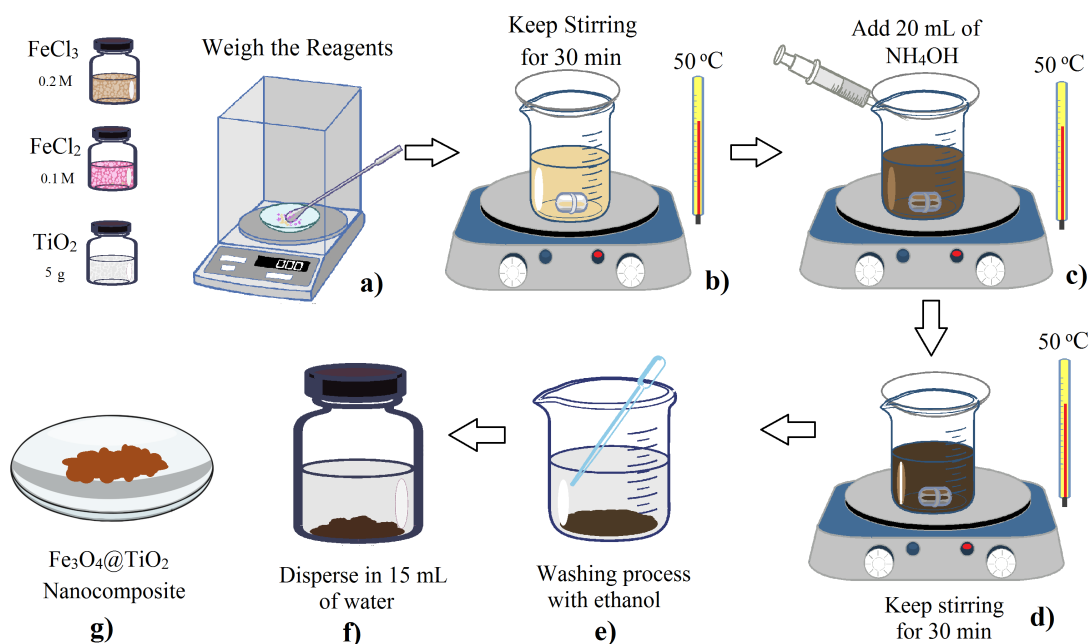 FeCl₃
0.2 M
FeCl₂
0.1 M
TiO₂
5 g
Weigh the Reagents
000
a)
Keep Stirring
for 30 min
50 ºC
b)
Add 20 mL of
NH₄OH
50 ºC
c)
50 ºC
Keep stirring
for 30 min
d)
Washing process
with ethanol
e)
Disperse in 15 mL
of water
f)
Fe₃O₄@TiO₂
Nanocomposite
g)